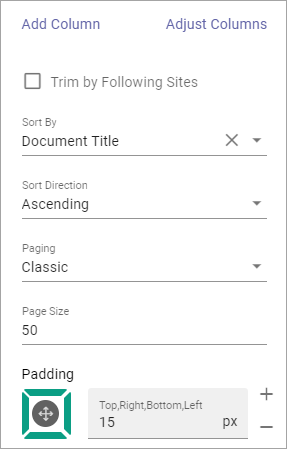 Add Column Adjust Columns
Trim by Following Sites
Sort By
Document Title
Sort Direction
Ascending
Paging
Classic
Page Size
50
Padding
Top,Right,Bottom,Left
15 px